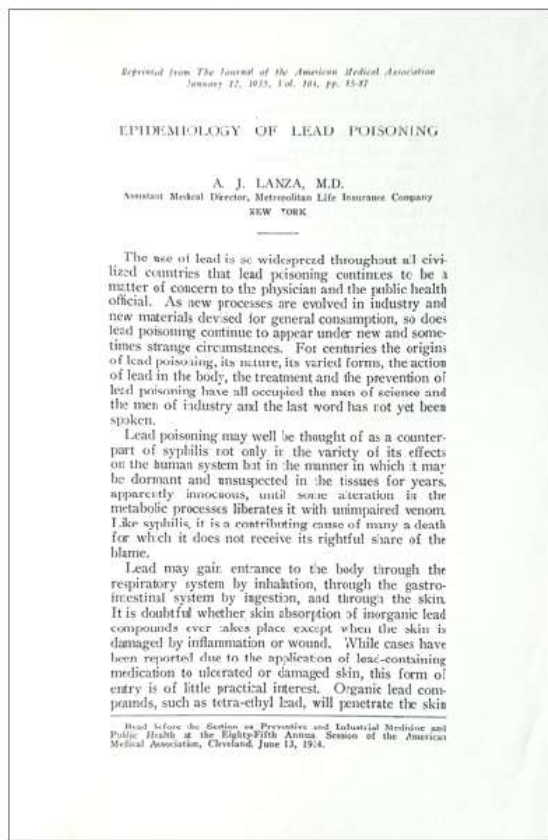 Reprinted from The Journal of the American Medical Association
January 12, 1935, Vol. 104, pp. 85-87
EPIDEMIOLOGY OF LEAD POISONING
A. J. LANZA, M.D.
Assistant Medical Director, Metropolitan Life Insurance Company
NEW YORK
The use of lead is so widespread throughout all civi-
lized countries that lead poisoning continues to be a
matter of concern to the physician and the public health
official. As new processes are evolved in industry and
new materials devised for general consumption, so does
lead poisoning continue to appear under new and some-
times strange circumstances. For centuries the origins
of lead poisoning, its nature, its varied forms, the action
of lead in the body, the treatment and the prevention of
lead poisoning have all occupied the men of science and
the men of industry and the last word has not yet been
spoken.
Lead poisoning may well be thought of as a counter-
part of syphilis not only in the variety of its effects
on the human system but in the manner in which it may
be dormant and unsuspected in the tissues for years,
apparently innocuous, until some alteration in the
metabolic processes liberates it with unimpaired venom.
Like syphilis, it is a contributing cause of many a death
for which it does not receive its rightful share of the
blame.
Lead may gain entrance to the body through the
respiratory system by inhalation, through the gastro-
intestinal system by ingestion, and through the skin.
It is doubtful whether skin absorption of inorganic lead
compounds ever takes place except when the skin is
damaged by inflammation or wound. While cases have
been reported due to the application of lead-containing
medication to ulcerated or damaged skin, this form of
entry is of little practical interest. Organic lead com-
pounds, such as tetra-ethyl lead, will penetrate the skin
Read before the Section on Preventive and Industrial Medicine and
Public Health at the Eighty-Fifth Annual Session of the American
Medical Association, Cleveland, June 13, 1934.